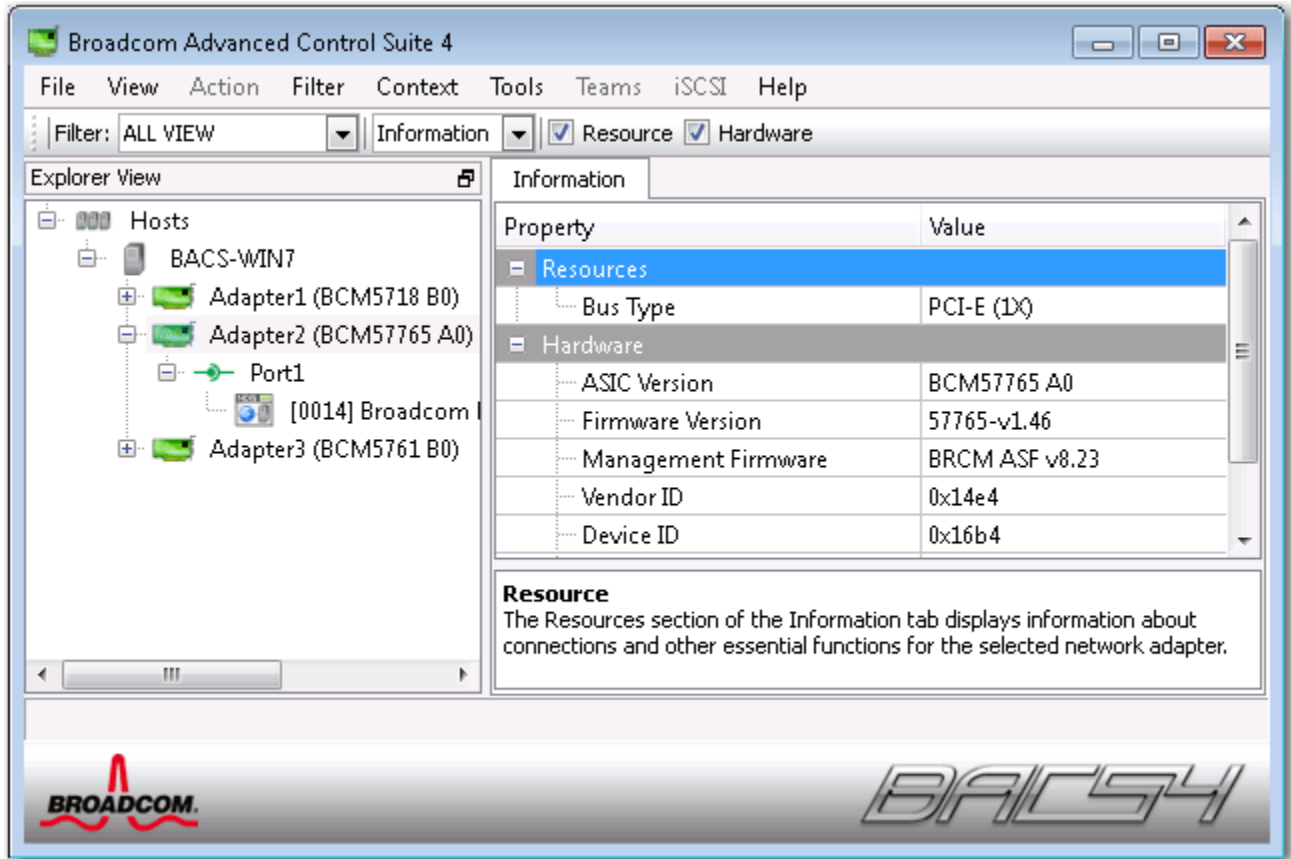 Broadcom Advanced Control Suite 4
File View Action Filter Context Tools Teams iSCSI Help
Filter: ALL VIEW Information Resource Hardware
Explorer View
Hosts
BACS-WIN7
Adapter1 (BCM5718 B0)
Adapter2 (BCM57765 A0)
Port1
[0014] Broadcom
Adapter3 (BCM5761 B0)
Information
Property Value
Resources
Bus Type PCI-E (1X)
Hardware
ASIC Version BCM57765 A0
Firmware Version 57765-v1.46
Management Firmware BRCM ASF v8.23
Vendor ID 0x14e4
Device ID 0x16b4
Resource
The Resources section of the Information tab displays information about
connections and other essential functions for the selected network adapter.
BROADCOM.
BACS4